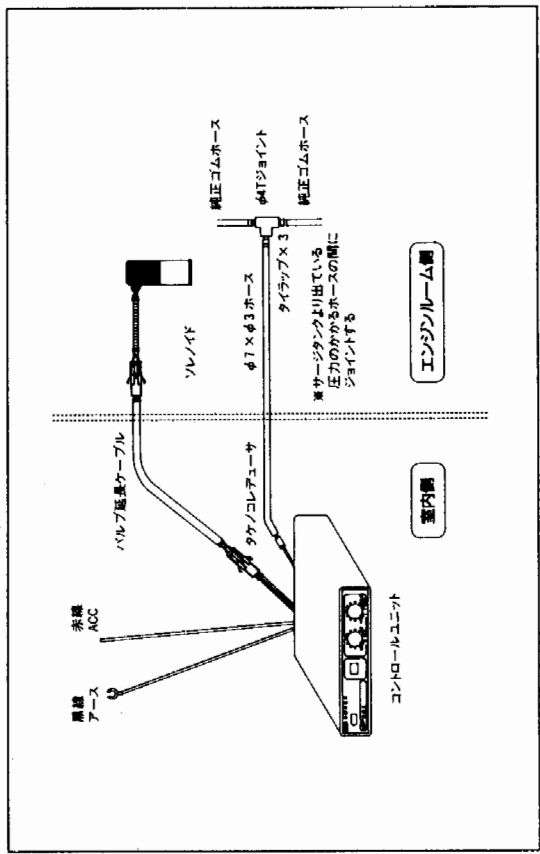 純正ゴムホース
φ4Tジョイント
純正ゴムホース
ソレノイド
φ7×φ3ホース
タイラップ×3
※サージタンクより出ている
圧力のかかるホースの間に
ジョイントする
エンジンルーム側
バルブ延長ケーブル
タケノコレデューサ
室内側
赤線
ACC
黒線
アース
コントロールユニット